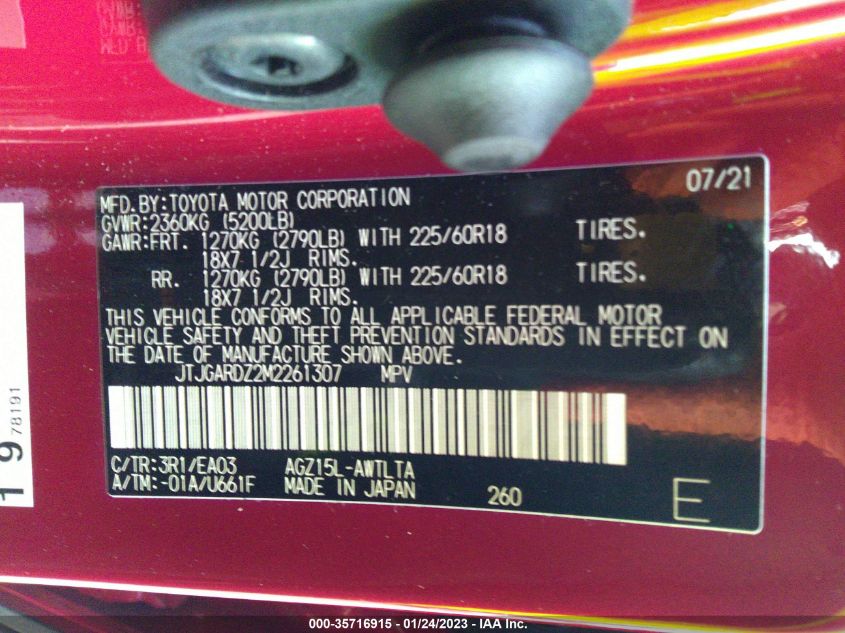 MFD.BY:TOYOTA MOTOR CORPORATION 07/21
GVWR:2360KG (5200LB)
GAWR:FRT. 1270KG (2790LB) WITH 225/60R18 TIRES.
18X7 1/2J RIMS.
RR. 1270KG (2790LB) WITH 225/60R18 TIRES.
18X7 1/2J RIMS.
THIS VEHICLE CONFORMS TO ALL APPLICABLE FEDERAL MOTOR
VEHICLE SAFETY AND THEFT PREVENTION STANDARDS IN EFFECT ON
THE DATE OF MANUFACTURE SHOWN ABOVE.
JTJGARDZ2M2261307 MPV
C/TR:3R1/EA03 AGZ15L-AWTLTA
A/TM:-01A/U661F MADE IN JAPAN 260 E
19 78191
000-35716915 - 01/24/2023 - IAA Inc.